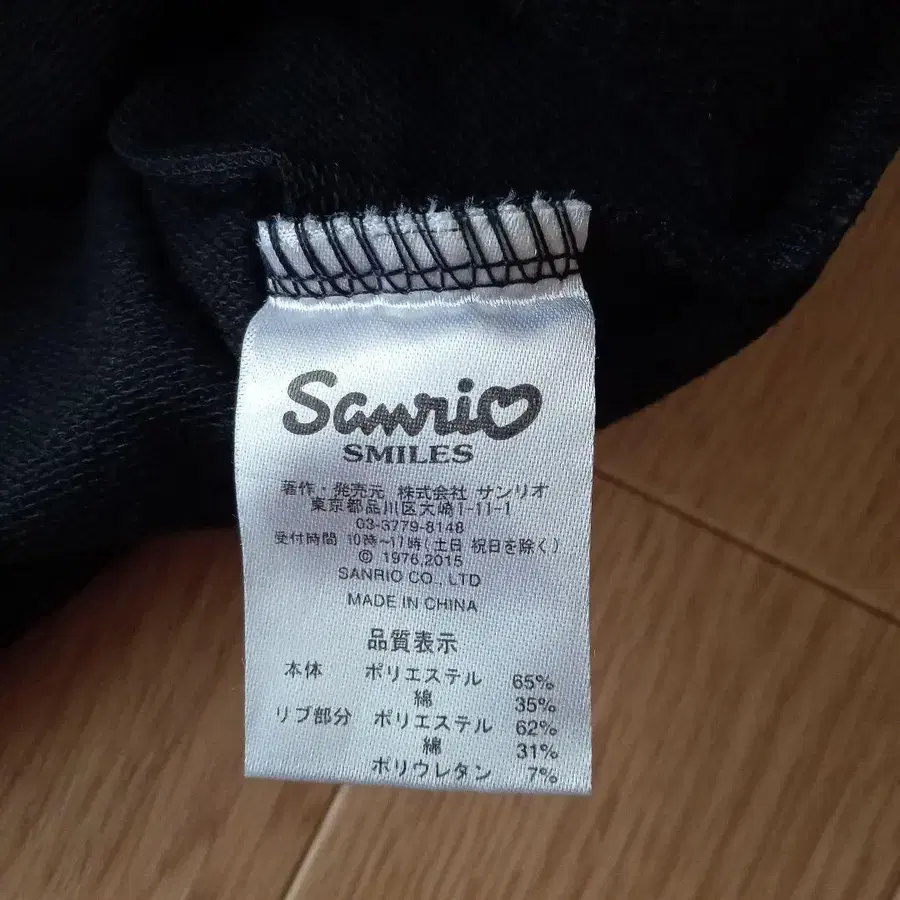 Sanrio
SMILES
著作・発売元 株式会社 サンリオ
東京都品川区大崎1-11-1
03-3779-8148
受付時間 10時~17時(土日 祝日を除く)
© 1976,2015
SANRIO CO., LTD
MADE IN CHINA
品質表示
本体 ポリエステル 65%
綿 35%
リブ部分 ポリエステル 62%
綿 31%
ポリウレタン 7%